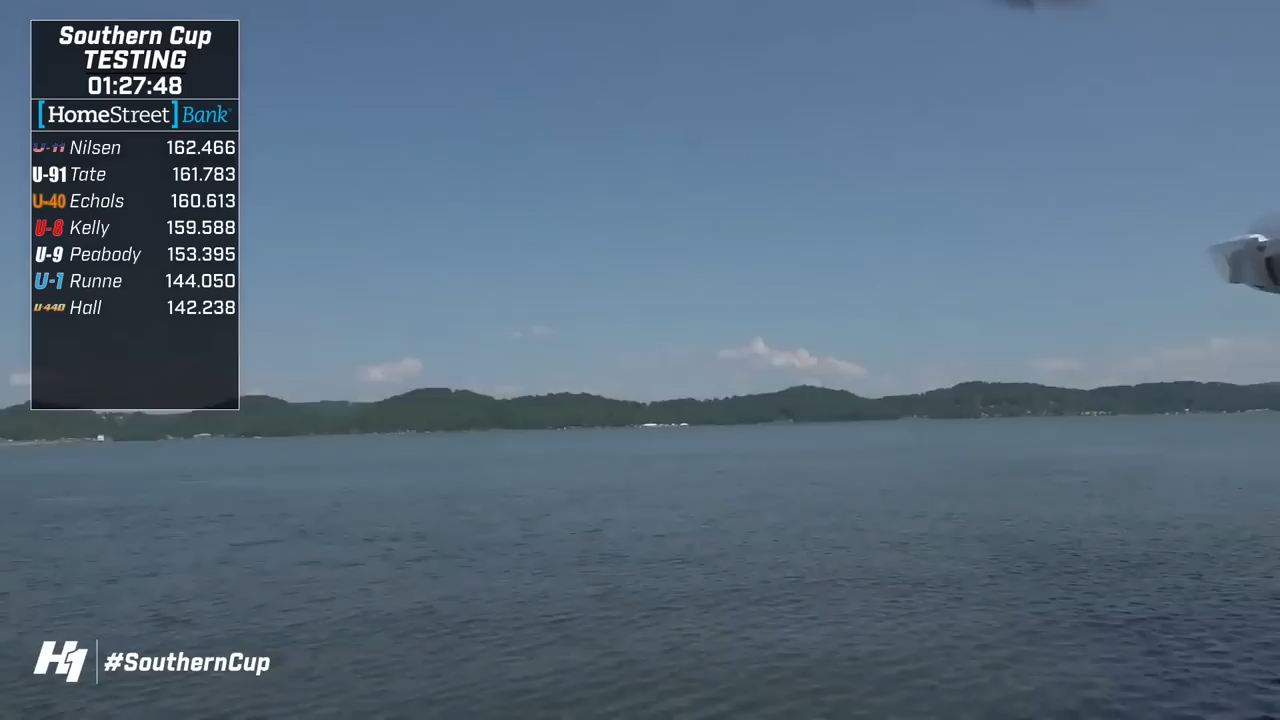 Southern Cup
TESTING
01:27:48
[HomeStreet] Bank
U-11 Nilsen 162.466
U-91 Tate 161.783
U-40 Echols 160.613
U-8 Kelly 159.588
U-9 Peabody 153.395
U-1 Runne 144.050
U-440 Hall 142.238
H1 #SouthernCup